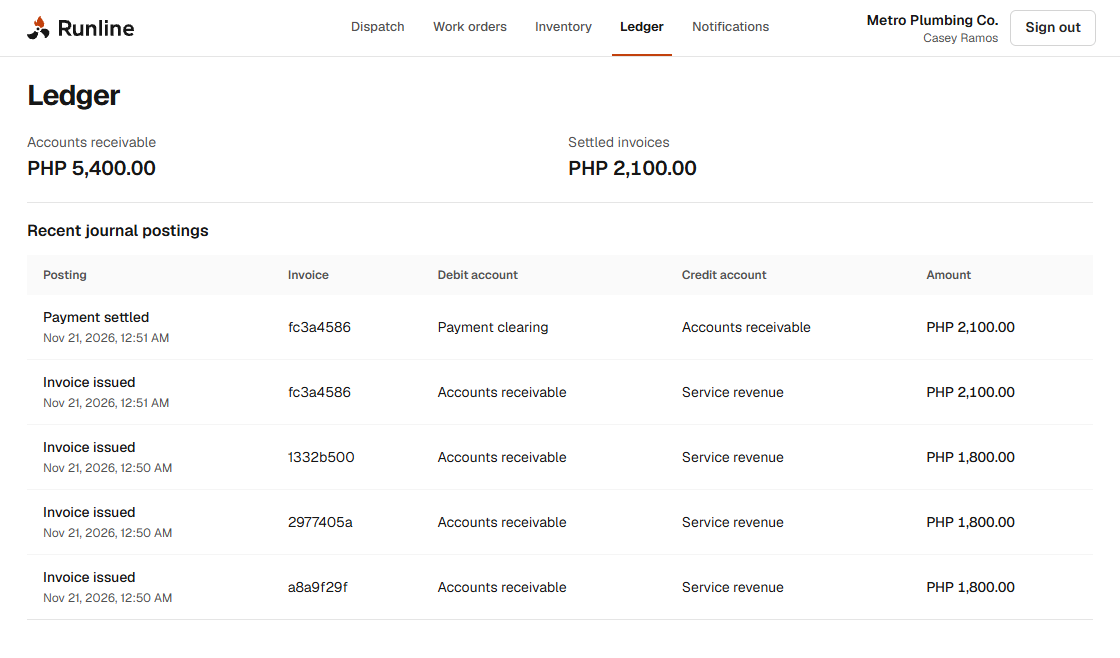 Runline
Dispatch Work orders Inventory Ledger Notifications
Metro Plumbing Co.
Casey Ramos
Sign out
Ledger
Accounts receivable
PHP 5,400.00
Settled invoices
PHP 2,100.00
Recent journal postings
Posting Invoice Debit account Credit account Amount
Payment settled
Nov 21, 2026, 12:51 AM
fc3a4586 Payment clearing Accounts receivable PHP 2,100.00
Invoice issued
Nov 21, 2026, 12:51 AM
fc3a4586 Accounts receivable Service revenue PHP 2,100.00
Invoice issued
Nov 21, 2026, 12:50 AM
1332b500 Accounts receivable Service revenue PHP 1,800.00
Invoice issued
Nov 21, 2026, 12:50 AM
2977405a Accounts receivable Service revenue PHP 1,800.00
Invoice issued
Nov 21, 2026, 12:50 AM
a8a9f29f Accounts receivable Service revenue PHP 1,800.00